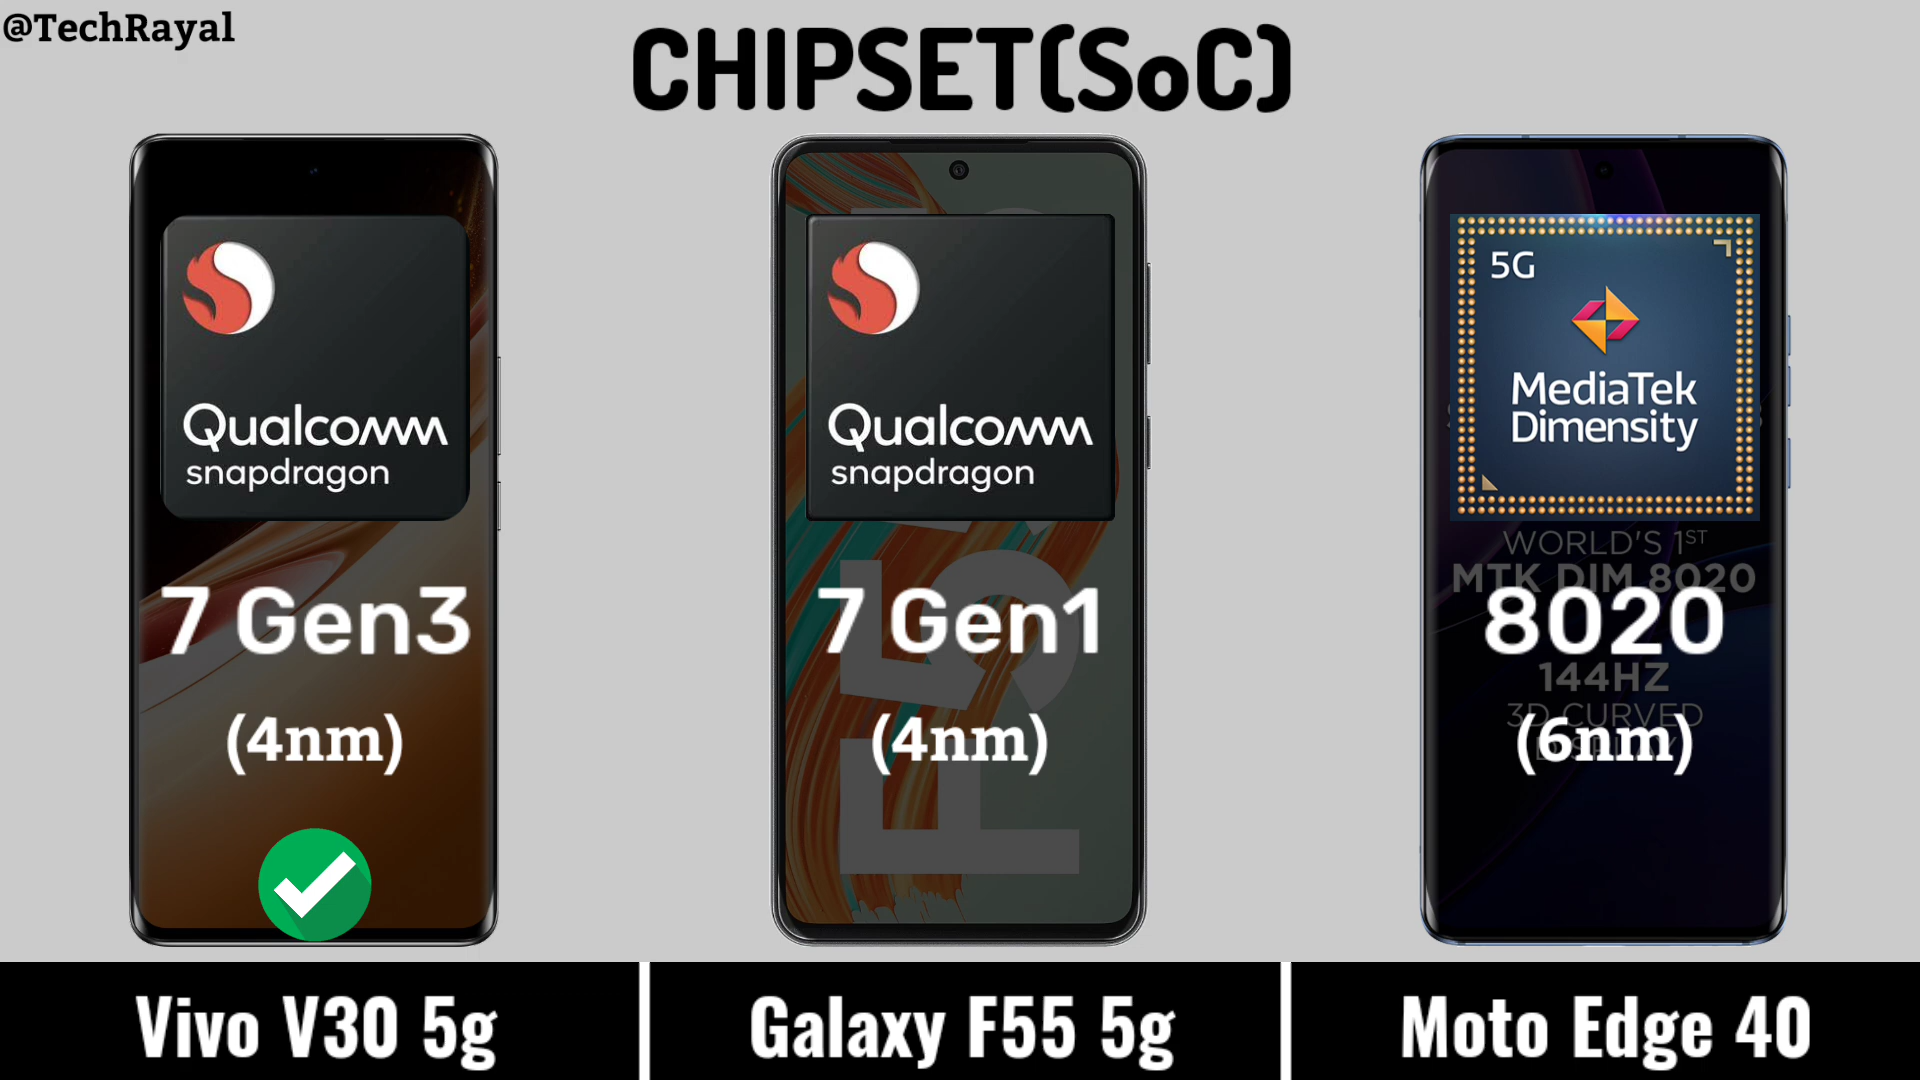 @TechRayal
CHIPSET(SoC)
Qualcomm
snapdragon
7 Gen3
(4nm)
Qualcomm
snapdragon
7 Gen1
(4nm)
5G
MediaTek
Dimensity
WORLD'S 1ST
MTK DIM 8020
8020
144HZ
3D CURVED
(6nm)
Vivo V30 5g
Galaxy F55 5g
Moto Edge 40